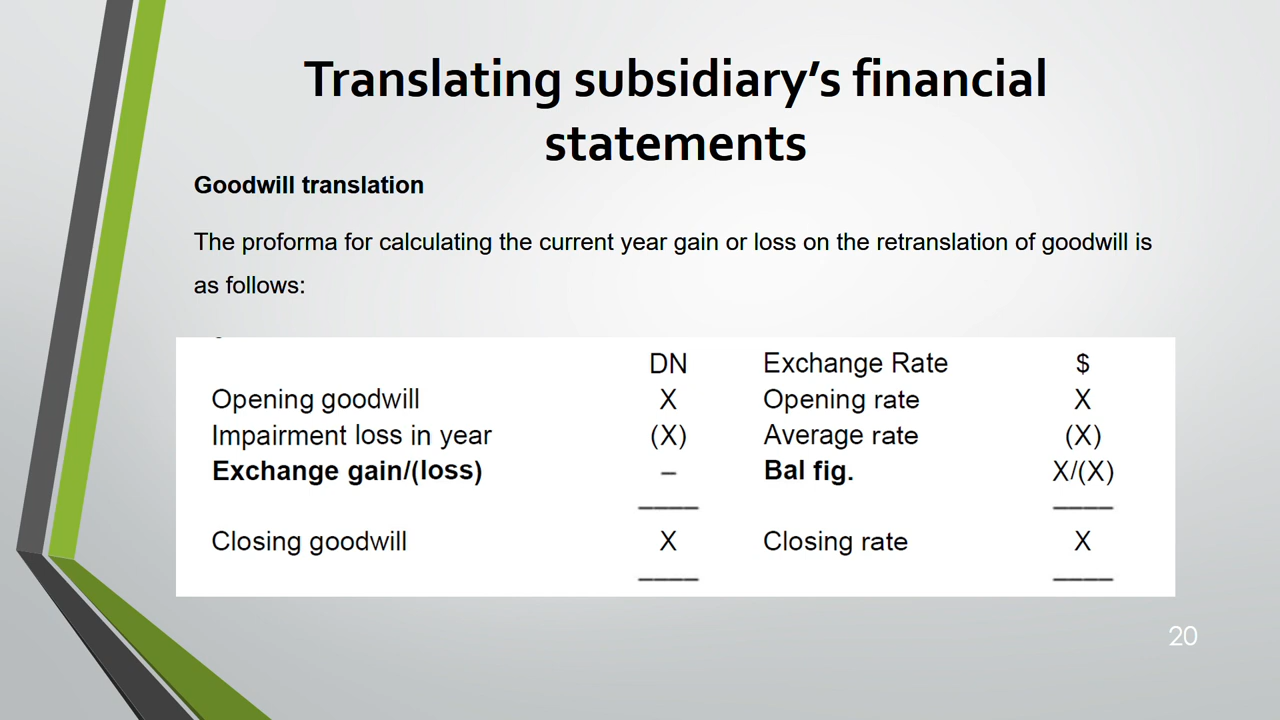 Translating subsidiary’s financial
statements
Goodwill translation
The proforma for calculating the current year gain or loss on the retranslation of goodwill is
as follows:
DN Exchange Rate $
Opening goodwill X Opening rate X
Impairment loss in year (X) Average rate (X)
Exchange gain/(loss) – Bal fig. X/(X)
Closing goodwill X Closing rate X
20